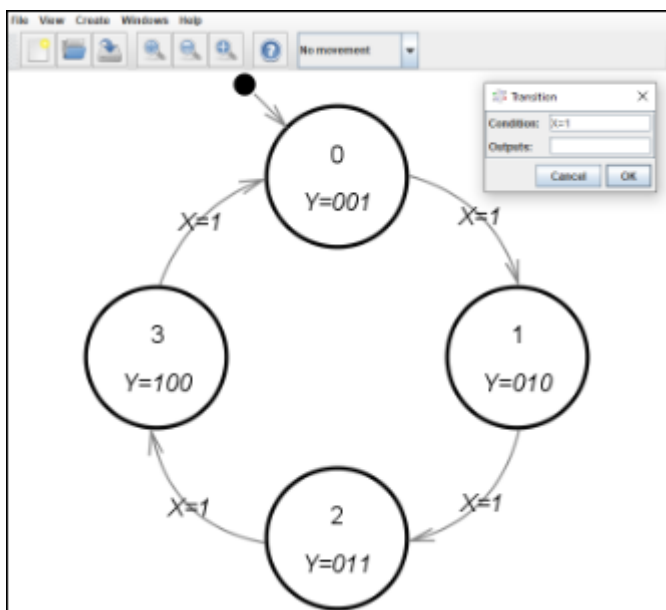 File View Create Windows Help
No movement
Transition
Condition: X=1
Outputs:
Cancel OK
0
Y=001
X=1
X=1
3
Y=100
1
Y=010
X=1
X=1
2
Y=011